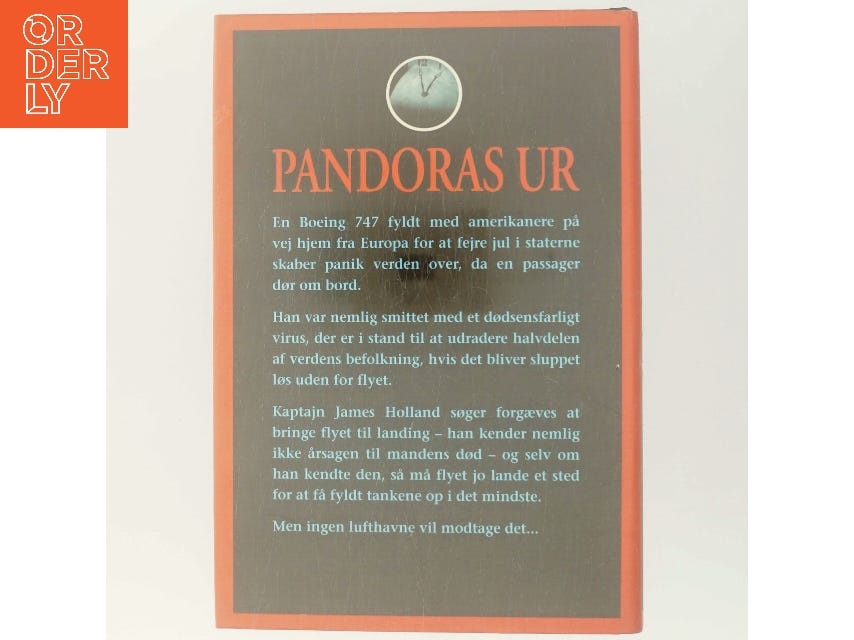 OR
DER
LY
PANDORAS UR
En Boeing 747 fyldt med amerikanere på
vej hjem fra Europa for at fejre jul i staterne
skaber panik verden over, da en passager
dør om bord.
Han var nemlig smittet med et dødsensfarligt
virus, der er i stand til at udradere halvdelen
af verdens befolkning, hvis det bliver sluppet
løs uden for flyet.
Kaptajn James Holland søger forgæves at
bringe flyet til landing – han kender nemlig
ikke årsagen til mandens død – og selv om
han kendte den, så må flyet jo lande et sted
for at få fyldt tankene op i det mindste.
Men ingen lufthavne vil modtage det...